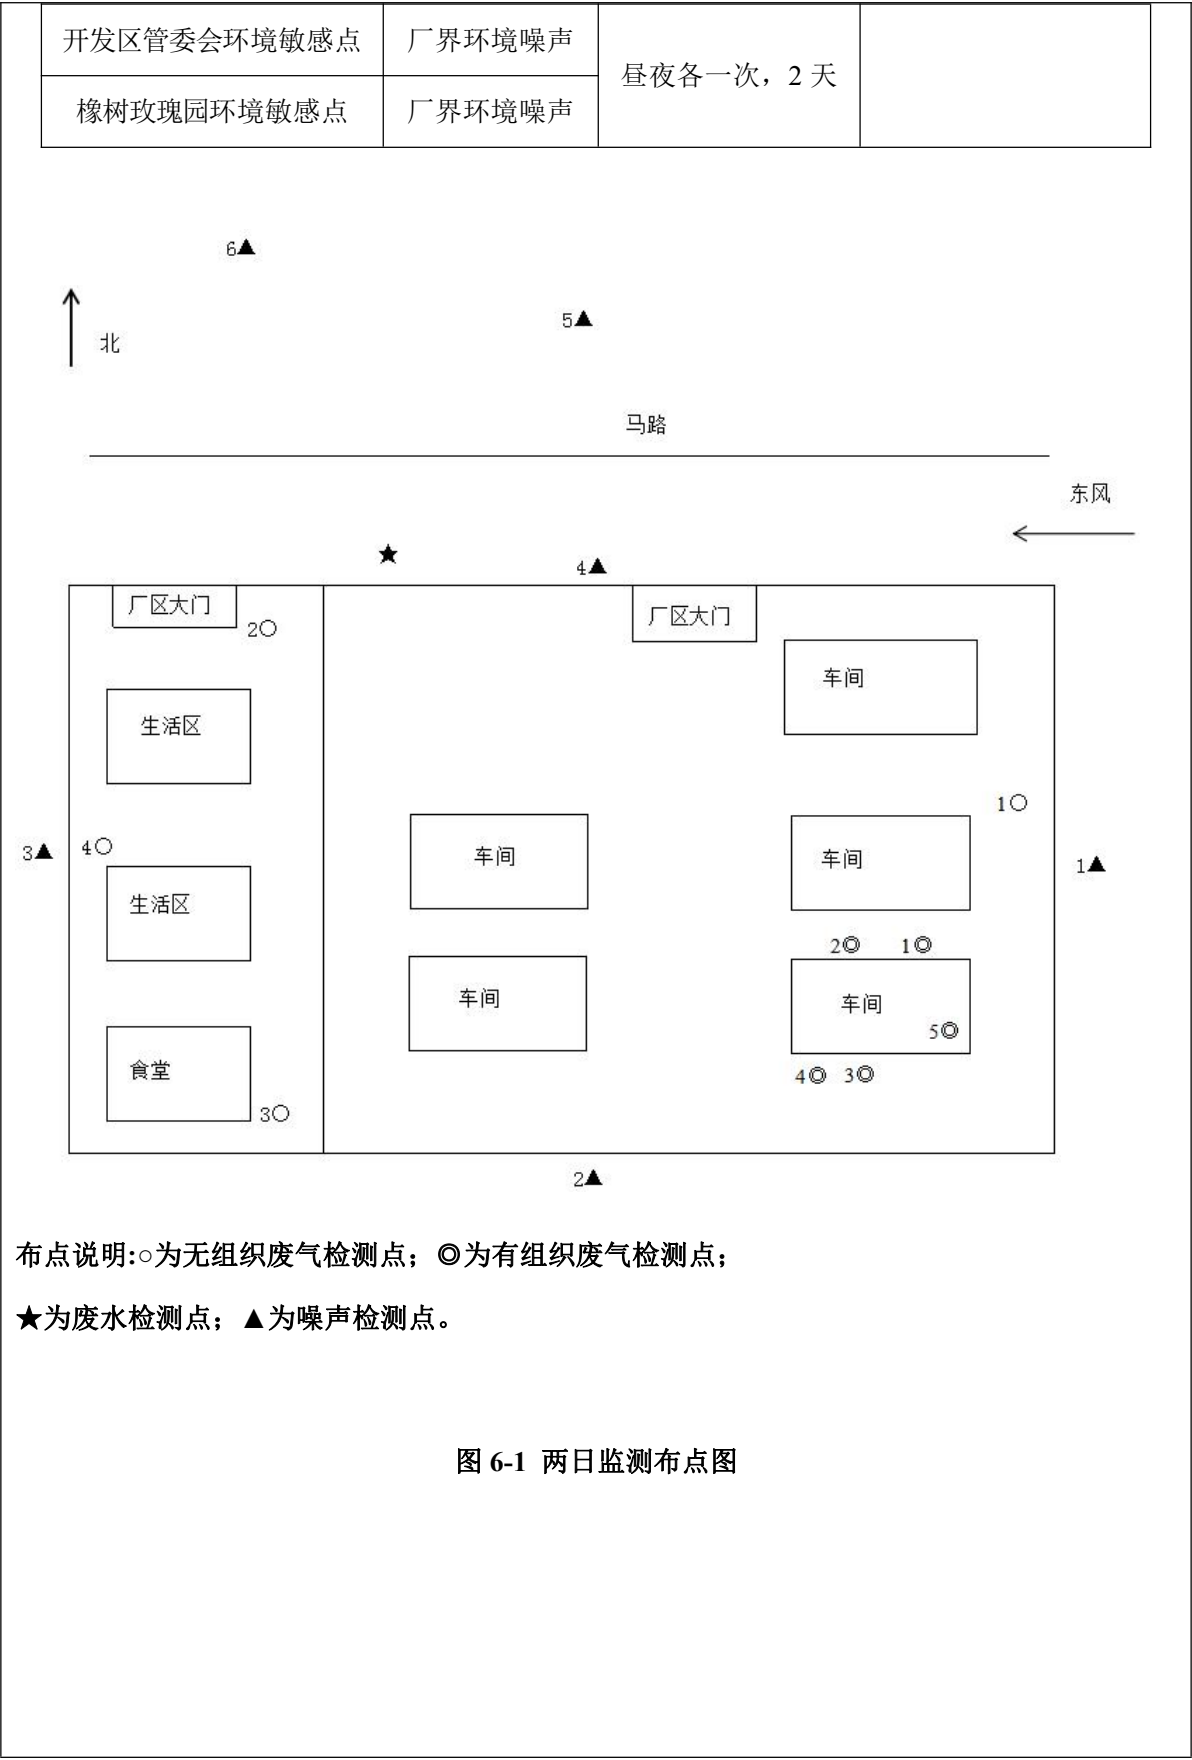 开发区管委会环境敏感点 厂界环境噪声
昼夜各一次，2 天
橡树玫瑰园环境敏感点 厂界环境噪声
6▲
5▲
北
马路
东风
★
4▲
厂区大门
2○
厂区大门
车间
生活区
1○
3▲
4○
车间
车间
1▲
生活区
2◎ 1◎
车间
车间
5◎
食堂
4◎ 3◎
3○
2▲
布点说明:○为无组织废气检测点；◎为有组织废气检测点；
★为废水检测点；▲为噪声检测点。
图 6-1 两日监测布点图